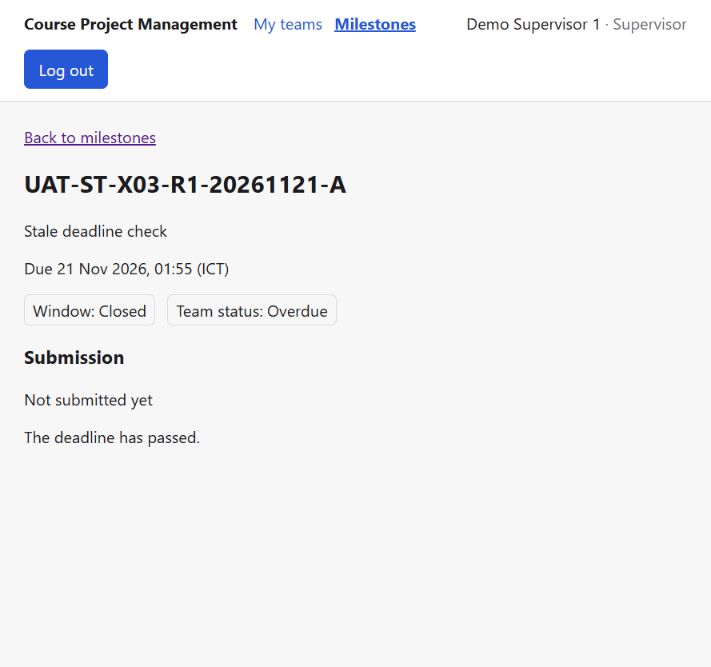 Course Project Management My teams Milestones Demo Supervisor 1 · Supervisor
Log out
Back to milestones
UAT-ST-X03-R1-20261121-A
Stale deadline check
Due 21 Nov 2026, 01:55 (ICT)
Window: Closed Team status: Overdue
Submission
Not submitted yet
The deadline has passed.